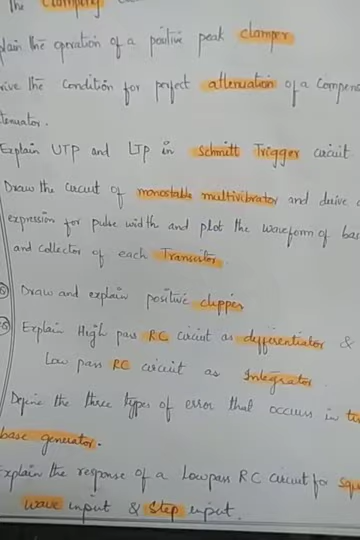 the Clamping
plain the operation of a positive peak clamper
rive the condition for perfect attenuation of a compens
tenuator.
Explain UTP and LTP in Schmitt Trigger circuit
Draw the circuit of monostable multivibrator and derive
expression for pulse width and plot the waveform of bas
and collector of each Transistor.
Draw and explain positive clipper
Explain High pass RC circuit as differentiator &
Low pass RC circuit as Integrator.
Define the three types of error that occurs in ti
base generator.
Explain the response of a Lowpass RC circuit for squ
wave input & step input.